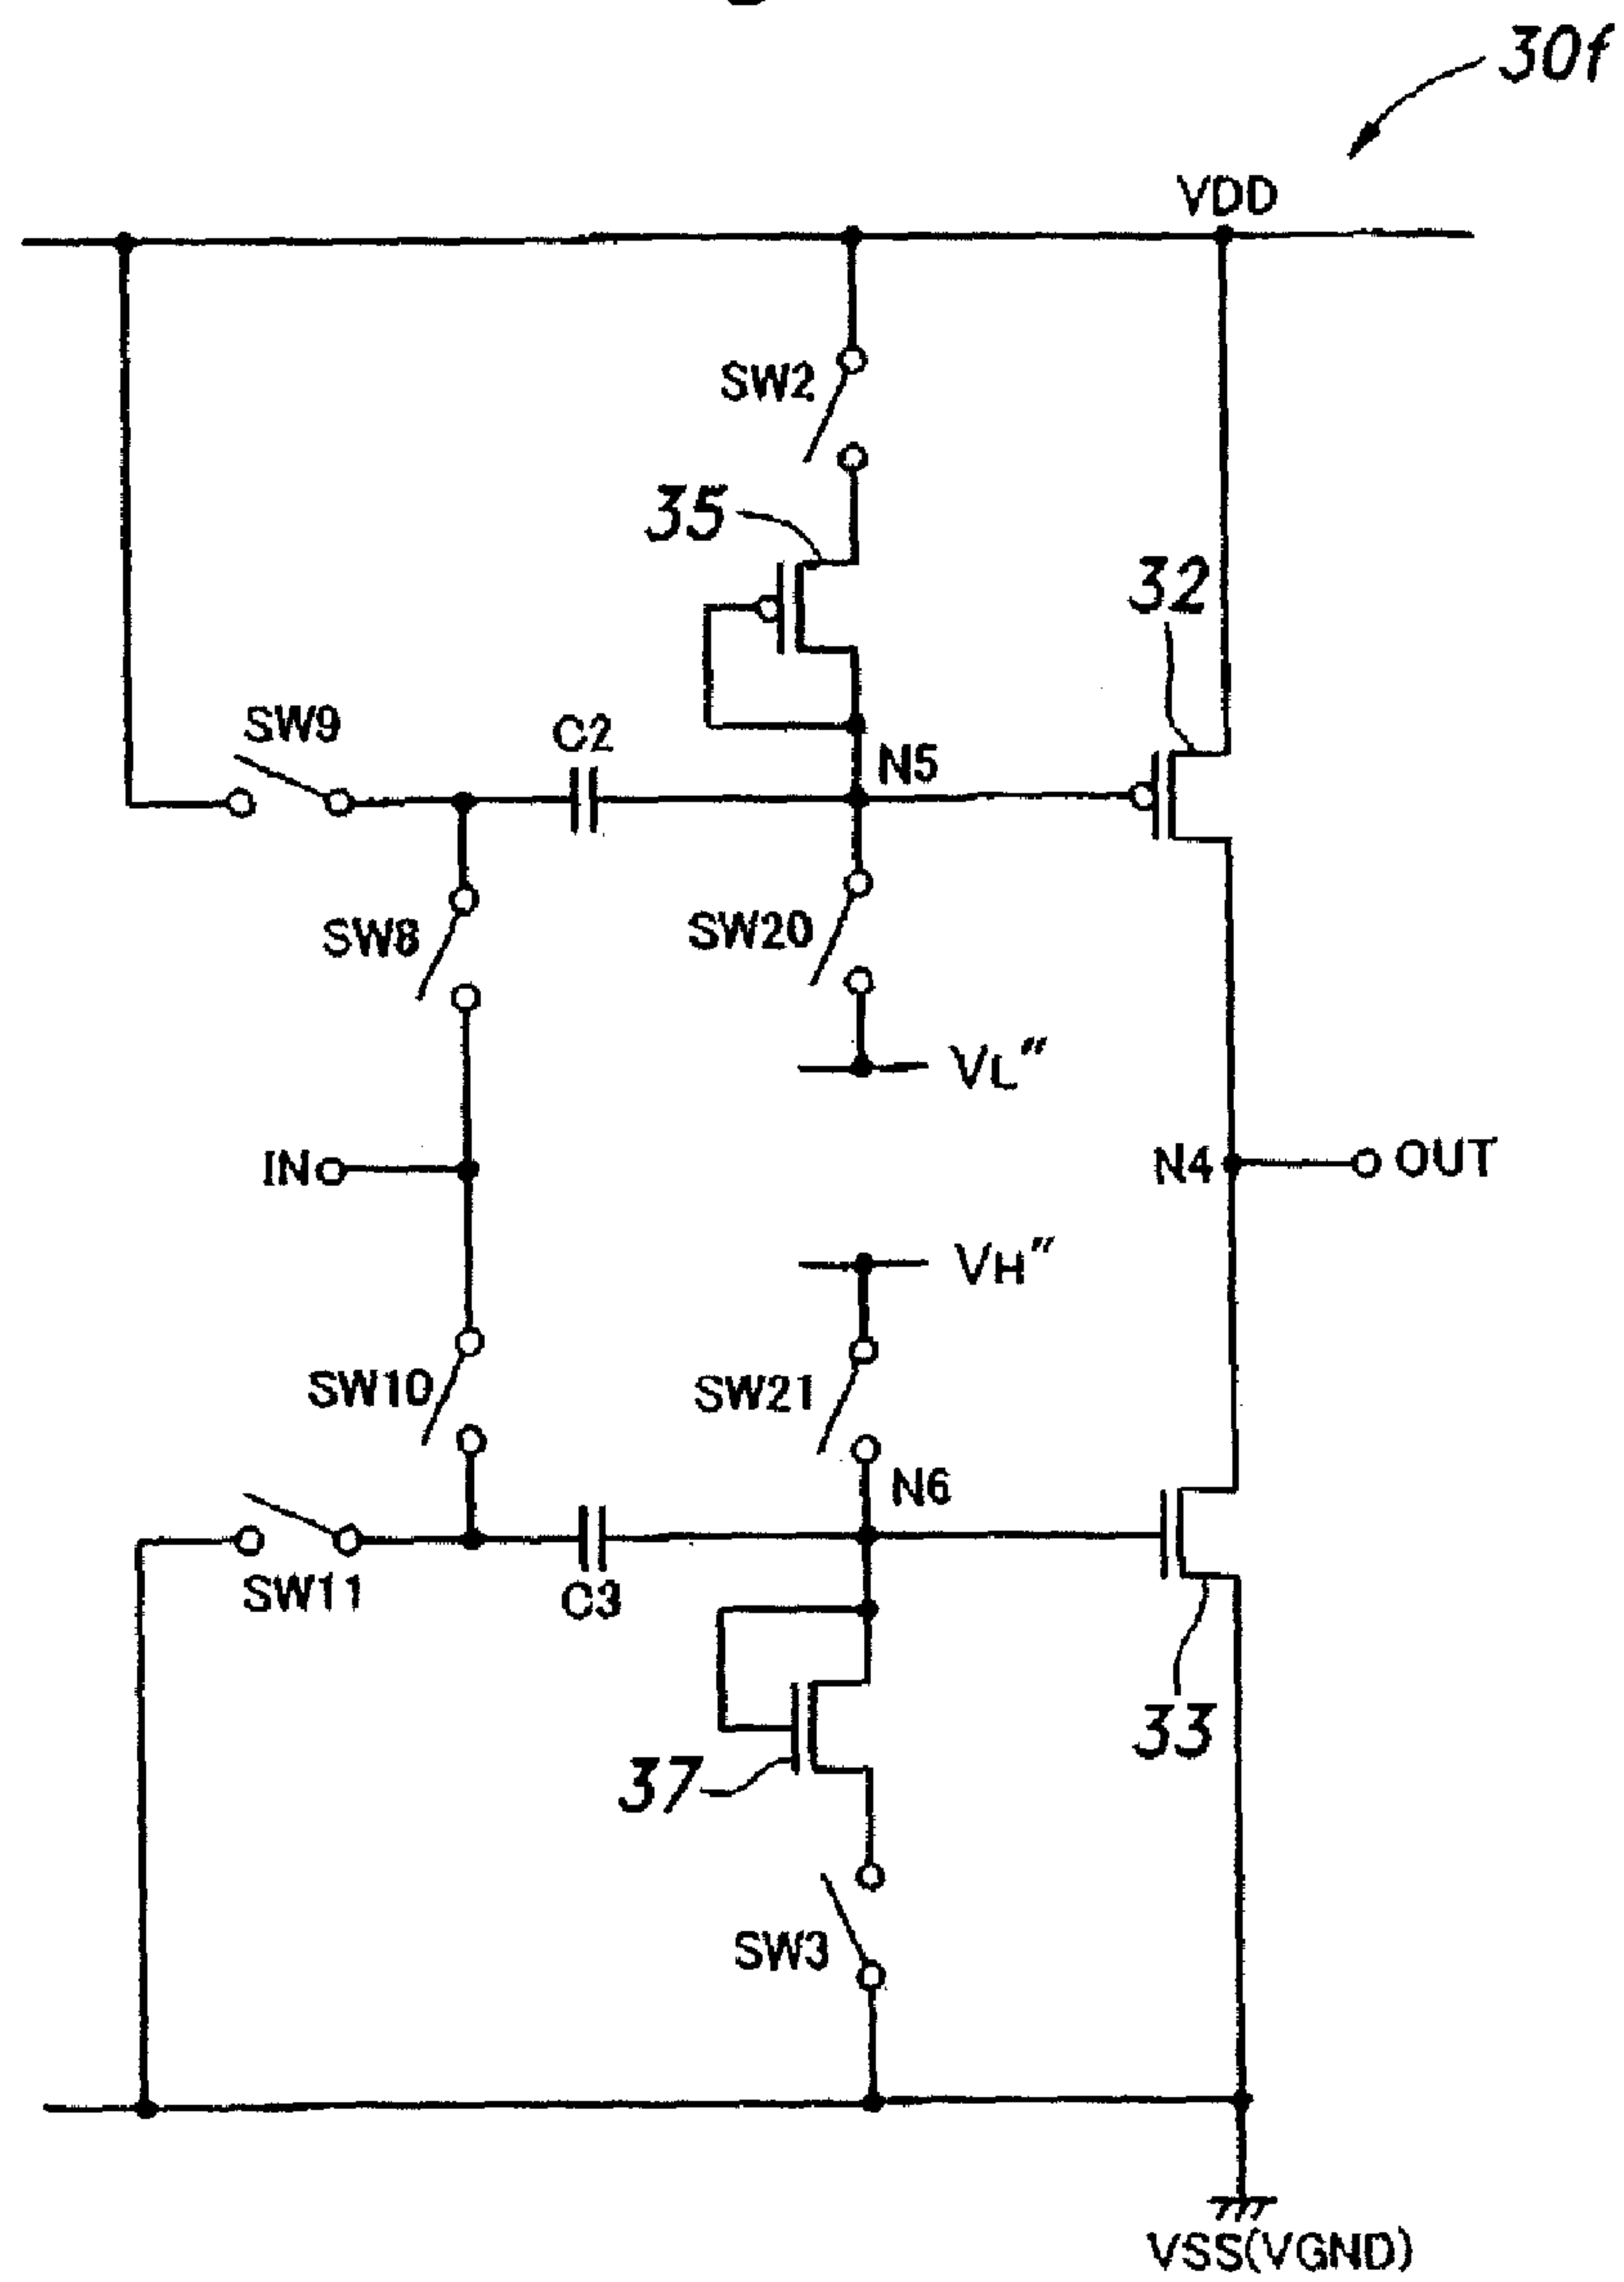 30f
VDD
SW2
35
32
SW9
C2
N5
SW8
SW20
VL"
IN
N4
OUT
VH"
SW10
SW21
N6
SW11
C3
33
37
SW3
VSS(VGND)